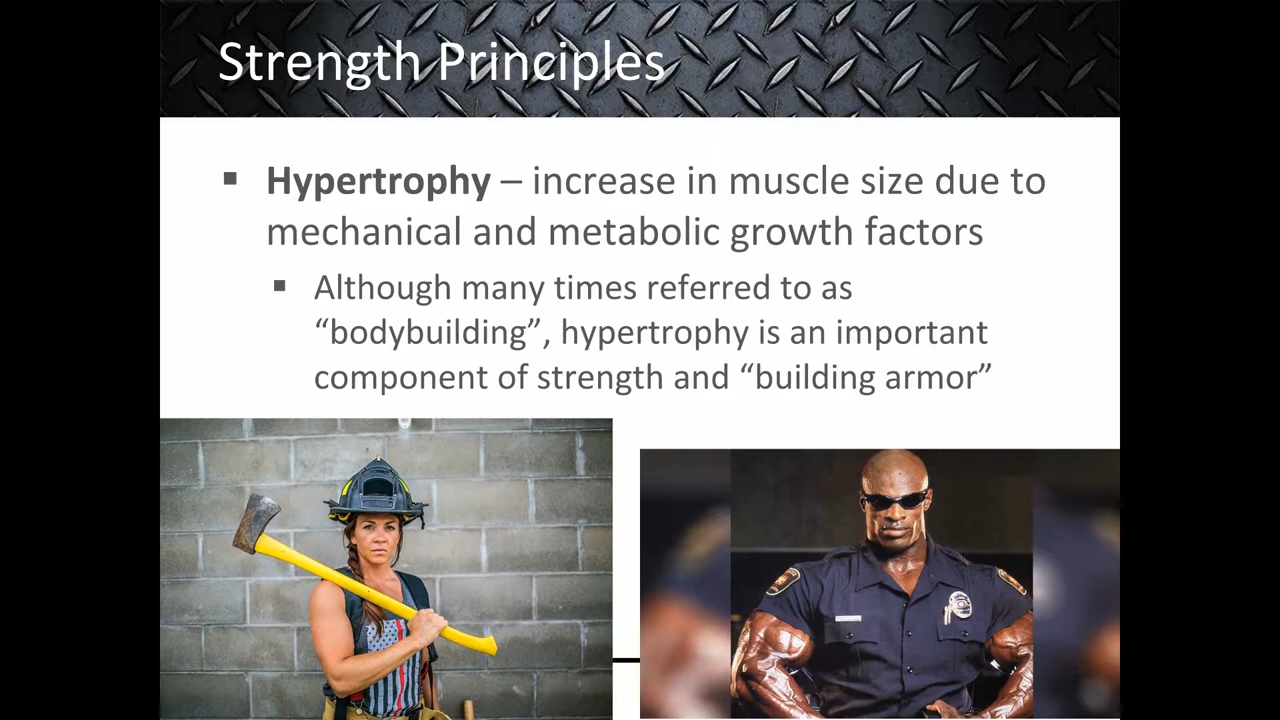 Strength Principles
▪ Hypertrophy – increase in muscle size due to
mechanical and metabolic growth factors
▪ Although many times referred to as
“bodybuilding”, hypertrophy is an important
component of strength and “building armor”